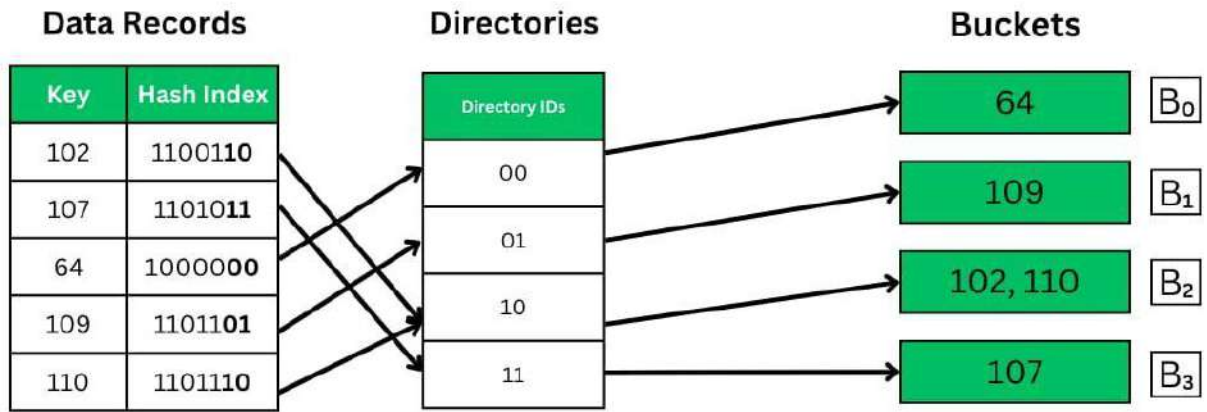 Data Records
Directories
Buckets
Key Hash Index
102 1100110
107 1101011
64 1000000
109 1101101
110 1101110
Directory IDs
00
01
10
11
64 B₀
109 B₁
102, 110 B₂
107 B₃